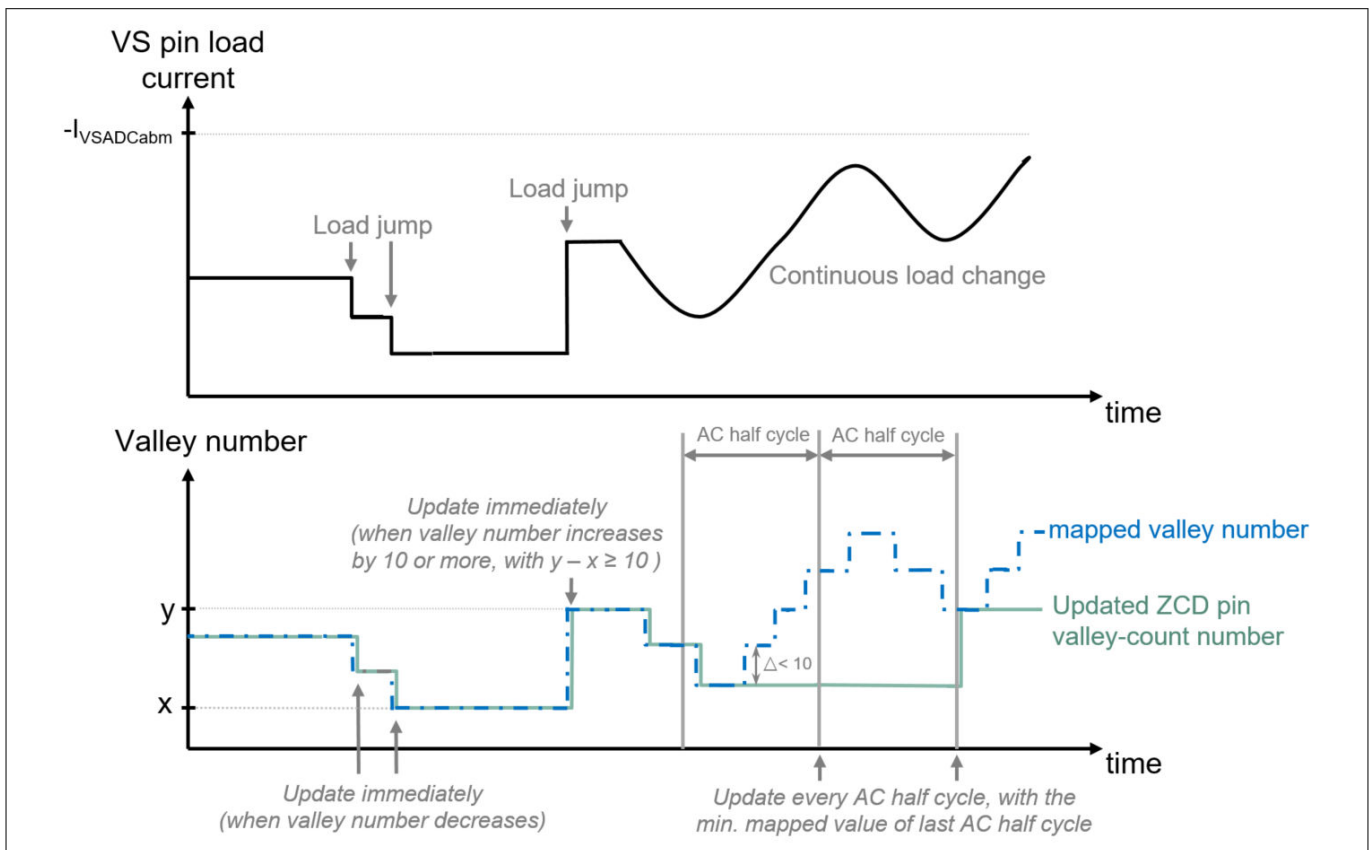 VS pin load
current
-I_VSADCabm
Load jump
Load jump
Continuous load change
time
Valley number
AC half cycle
AC half cycle
Update immediately
(when valley number increases
by 10 or more, with y – x ≥ 10 )
mapped valley number
y
Updated ZCD pin
valley-count number
△< 10
x
time
Update immediately
(when valley number decreases)
Update every AC half cycle, with the
min. mapped value of last AC half cycle